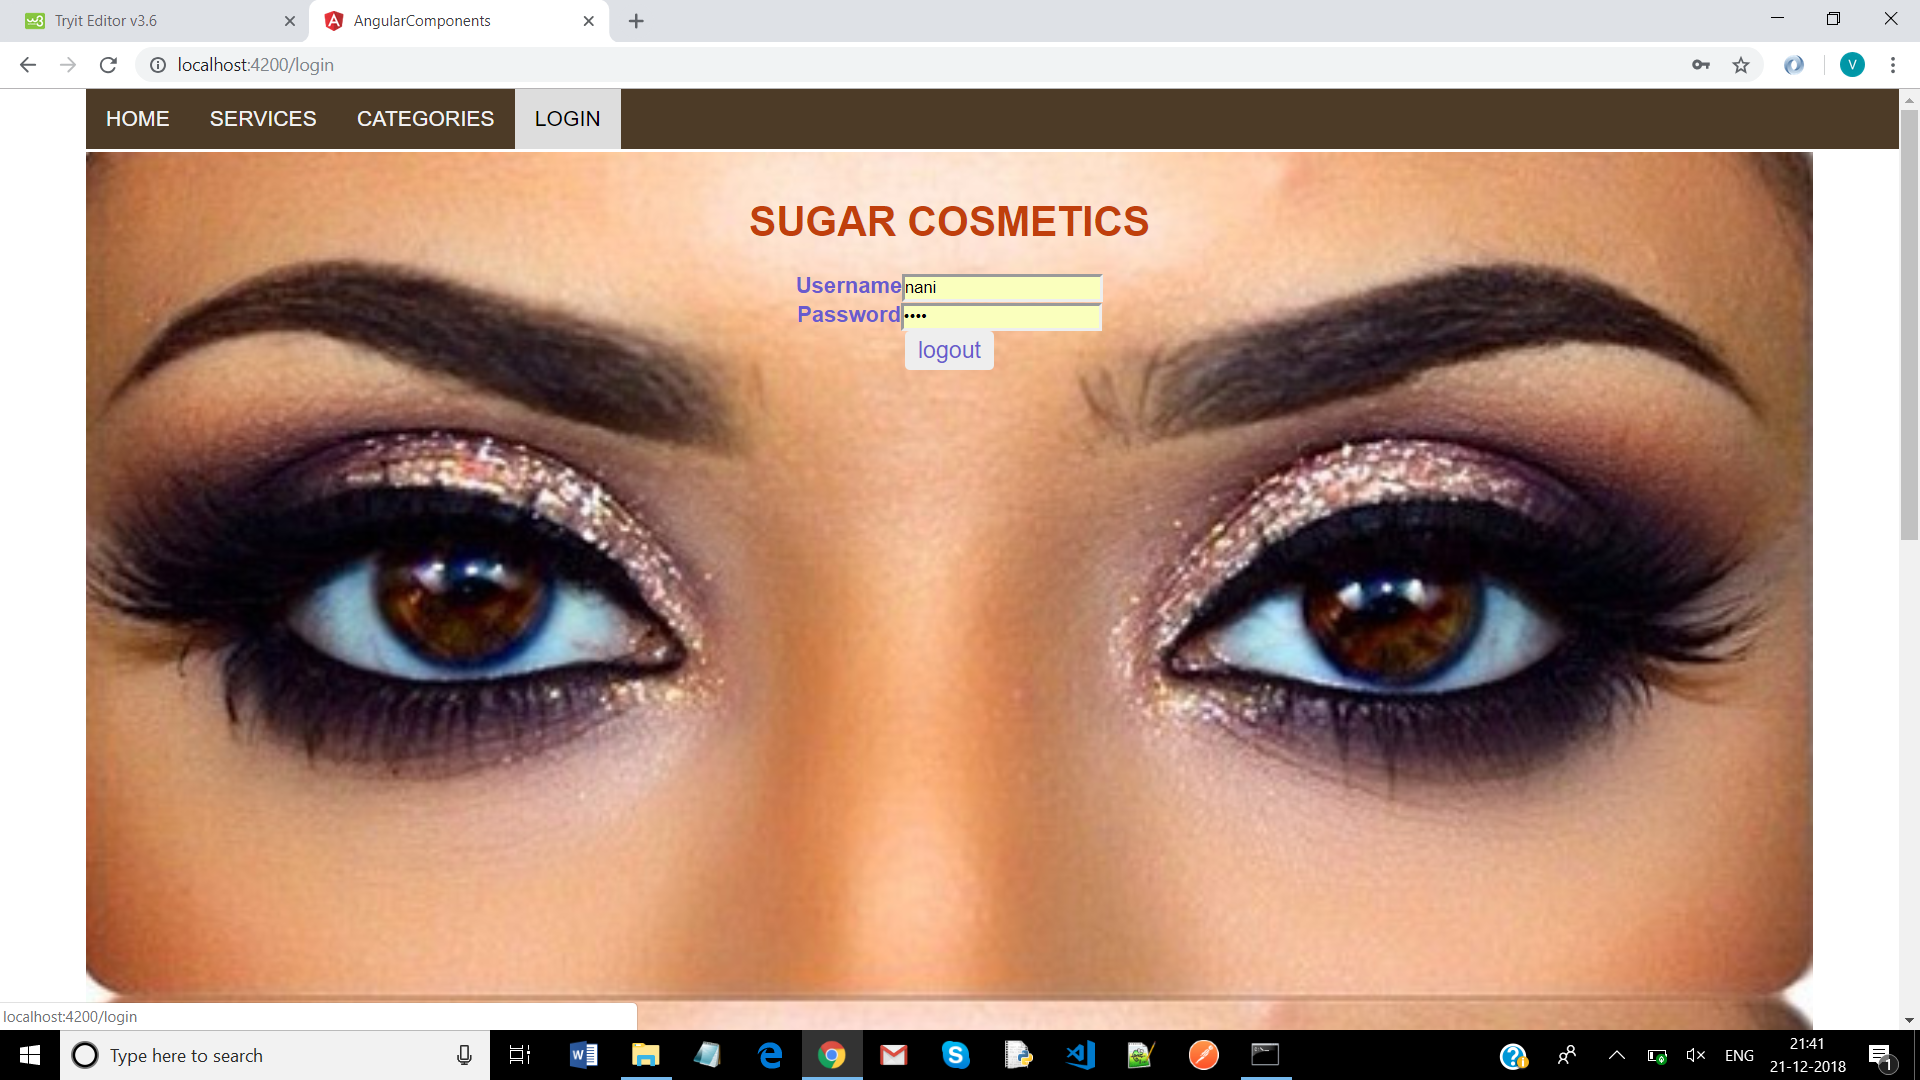 Tryit Editor v3.6
AngularComponents
localhost:4200/login
V
HOME SERVICES CATEGORIES LOGIN
SUGAR COSMETICS
Username nani
Password ••••
logout
localhost:4200/login
Type here to search
ENG
21:41
21-12-2018
1